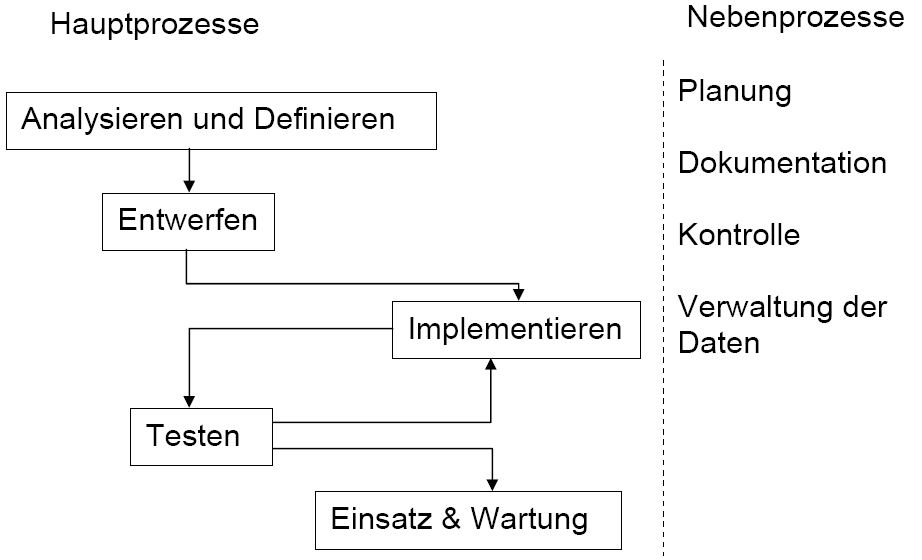 Hauptprozesse
Analysieren und Definieren
Entwerfen
Implementieren
Testen
Einsatz & Wartung
Nebenprozesse
Planung
Dokumentation
Kontrolle
Verwaltung der
Daten